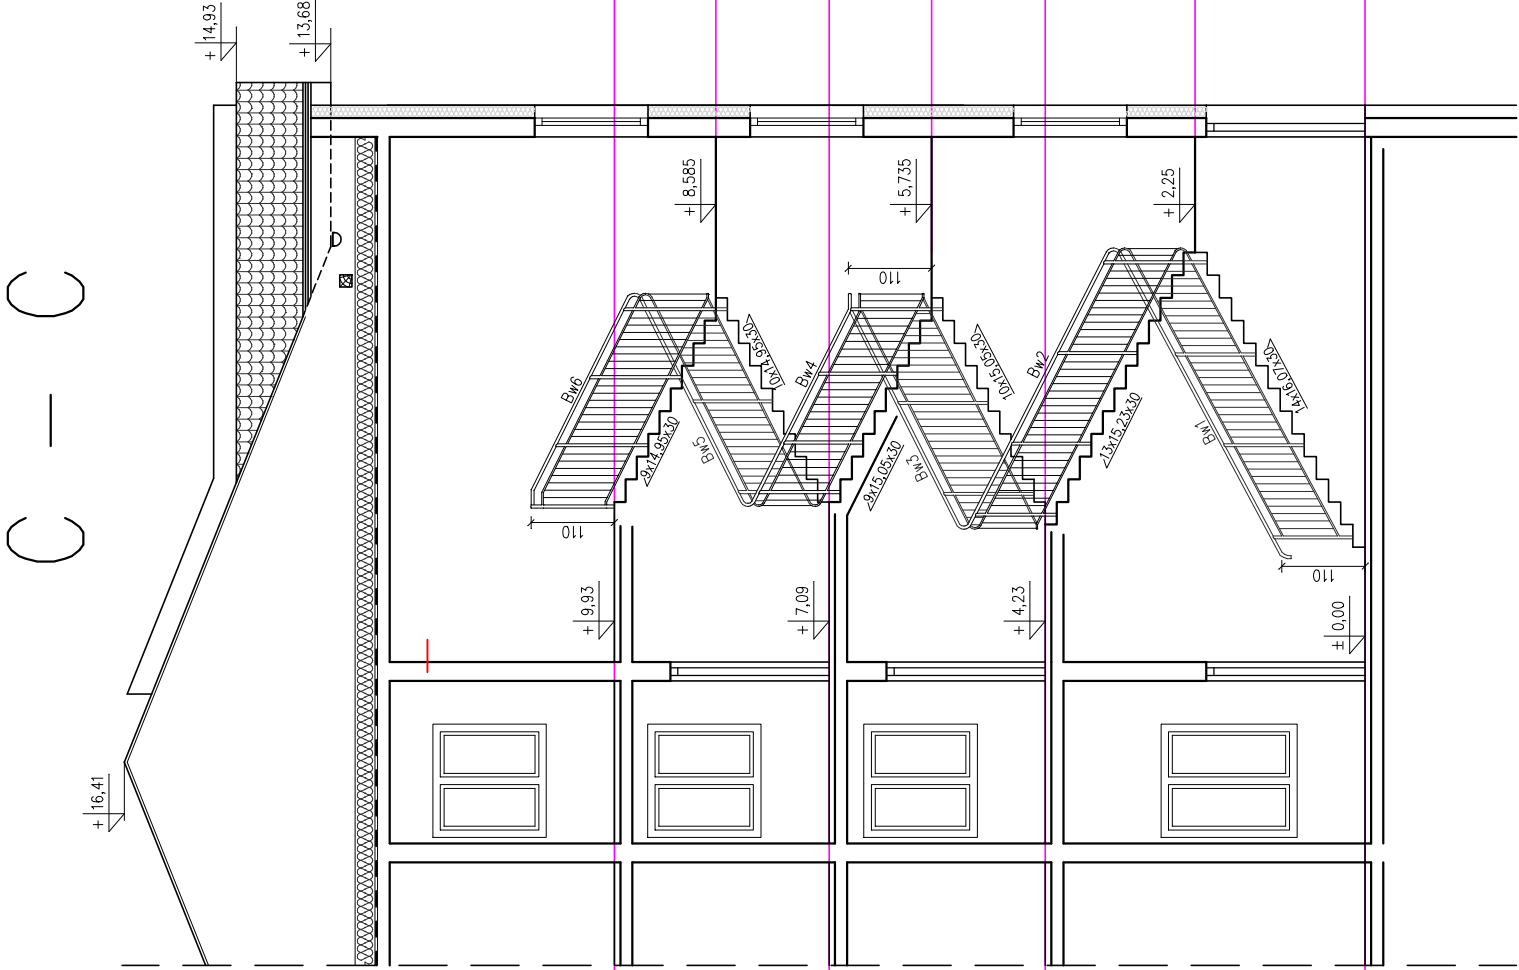 C – C
+ 16,41
+ 14,93
+ 13,68
+ 8,585
+ 5,735
+ 2,25
110
Bw6
10x14,95x30
9x14,95x30
Bw5
Bw4
10x15,05x30
9x15,05x30
Bw3
Bw2
13x15,23x30
14x16,07x30
Bw1
110
110
+ 9,93
+ 7,09
+ 4,23
± 0,00